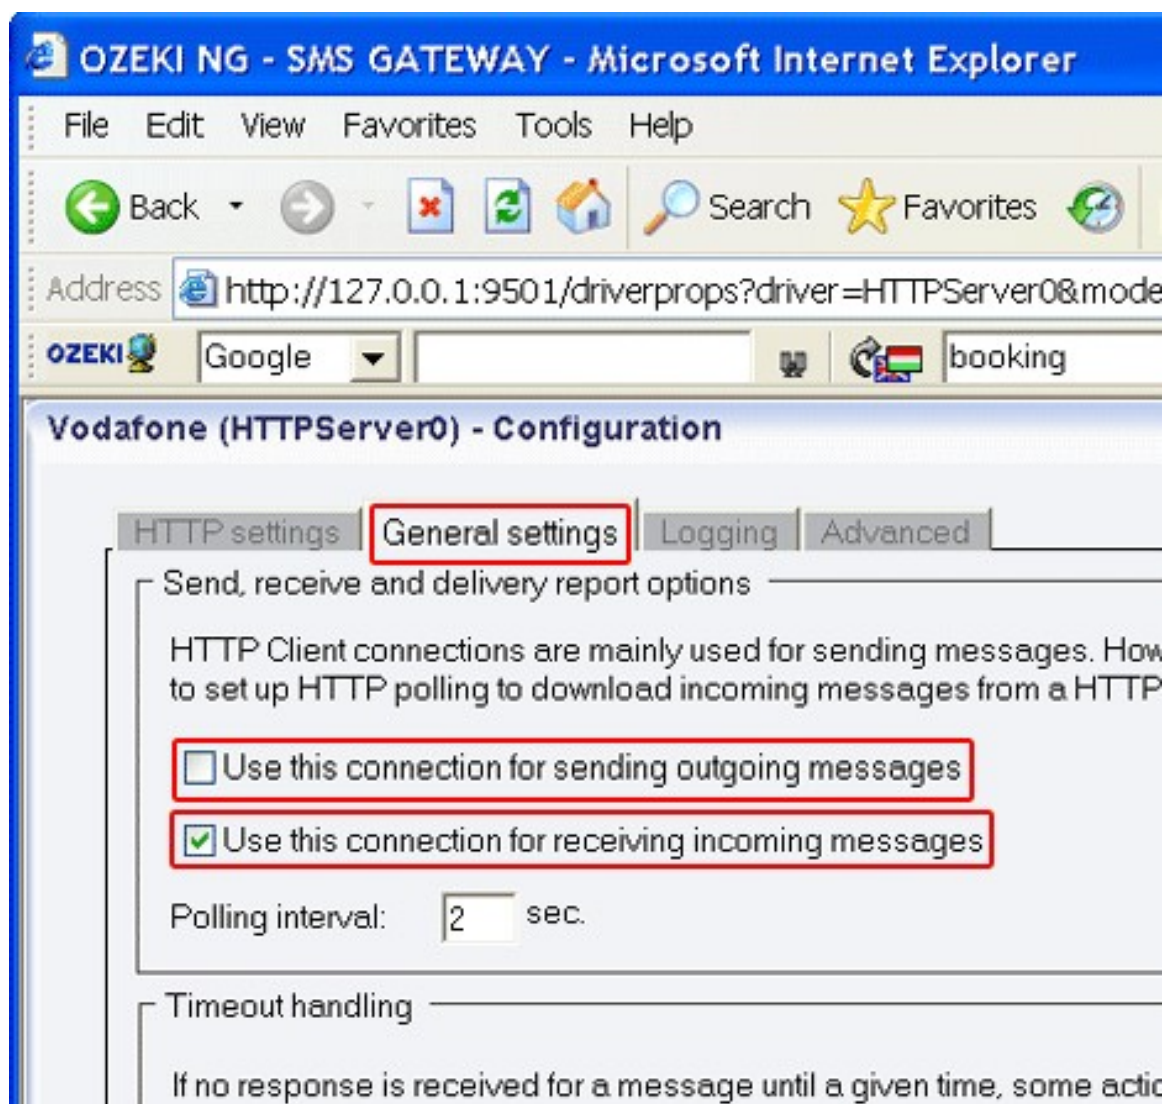 OZEKI NG - SMS GATEWAY - Microsoft Internet Explorer
File Edit View Favorites Tools Help
Back Search Favorites
Address http://127.0.0.1:9501/driverprops?driver=HTTPServer0&mode
OZEKI Google booking
Vodafone (HTTPServer0) - Configuration
HTTP settings General settings Logging Advanced
Send, receive and delivery report options
HTTP Client connections are mainly used for sending messages. How
to set up HTTP polling to download incoming messages from a HTTP
Use this connection for sending outgoing messages
Use this connection for receiving incoming messages
Polling interval: 2 sec.
Timeout handling
If no response is received for a message until a given time, some actio